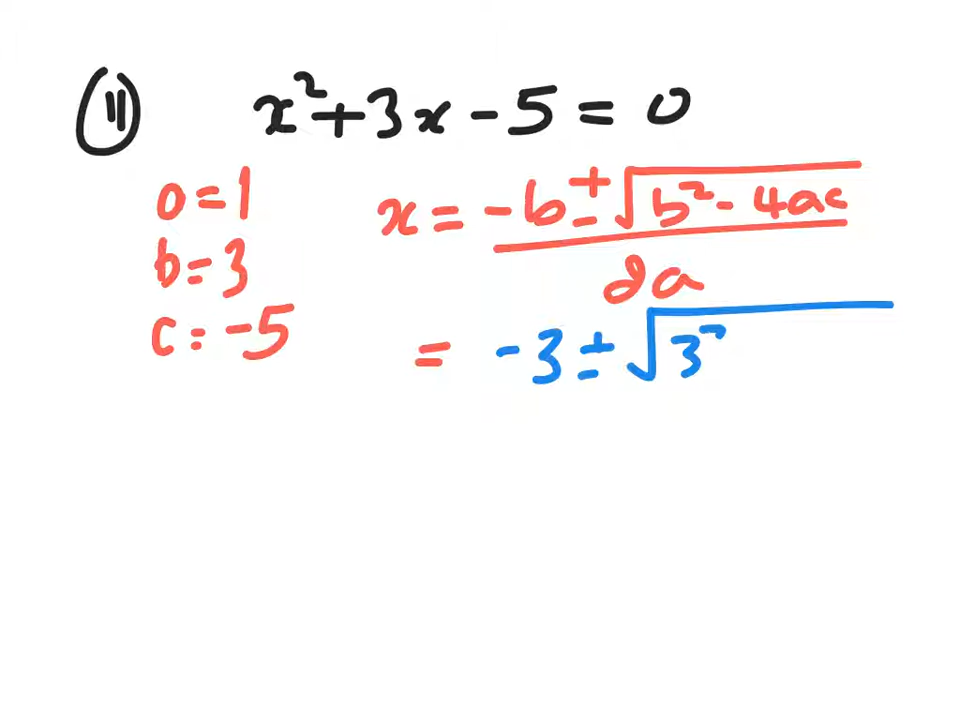 (11) x²+3x-5=0
a=1
x = (-b±√(b²-4ac))/2a
b=3
c=-5
= -3±√(3²